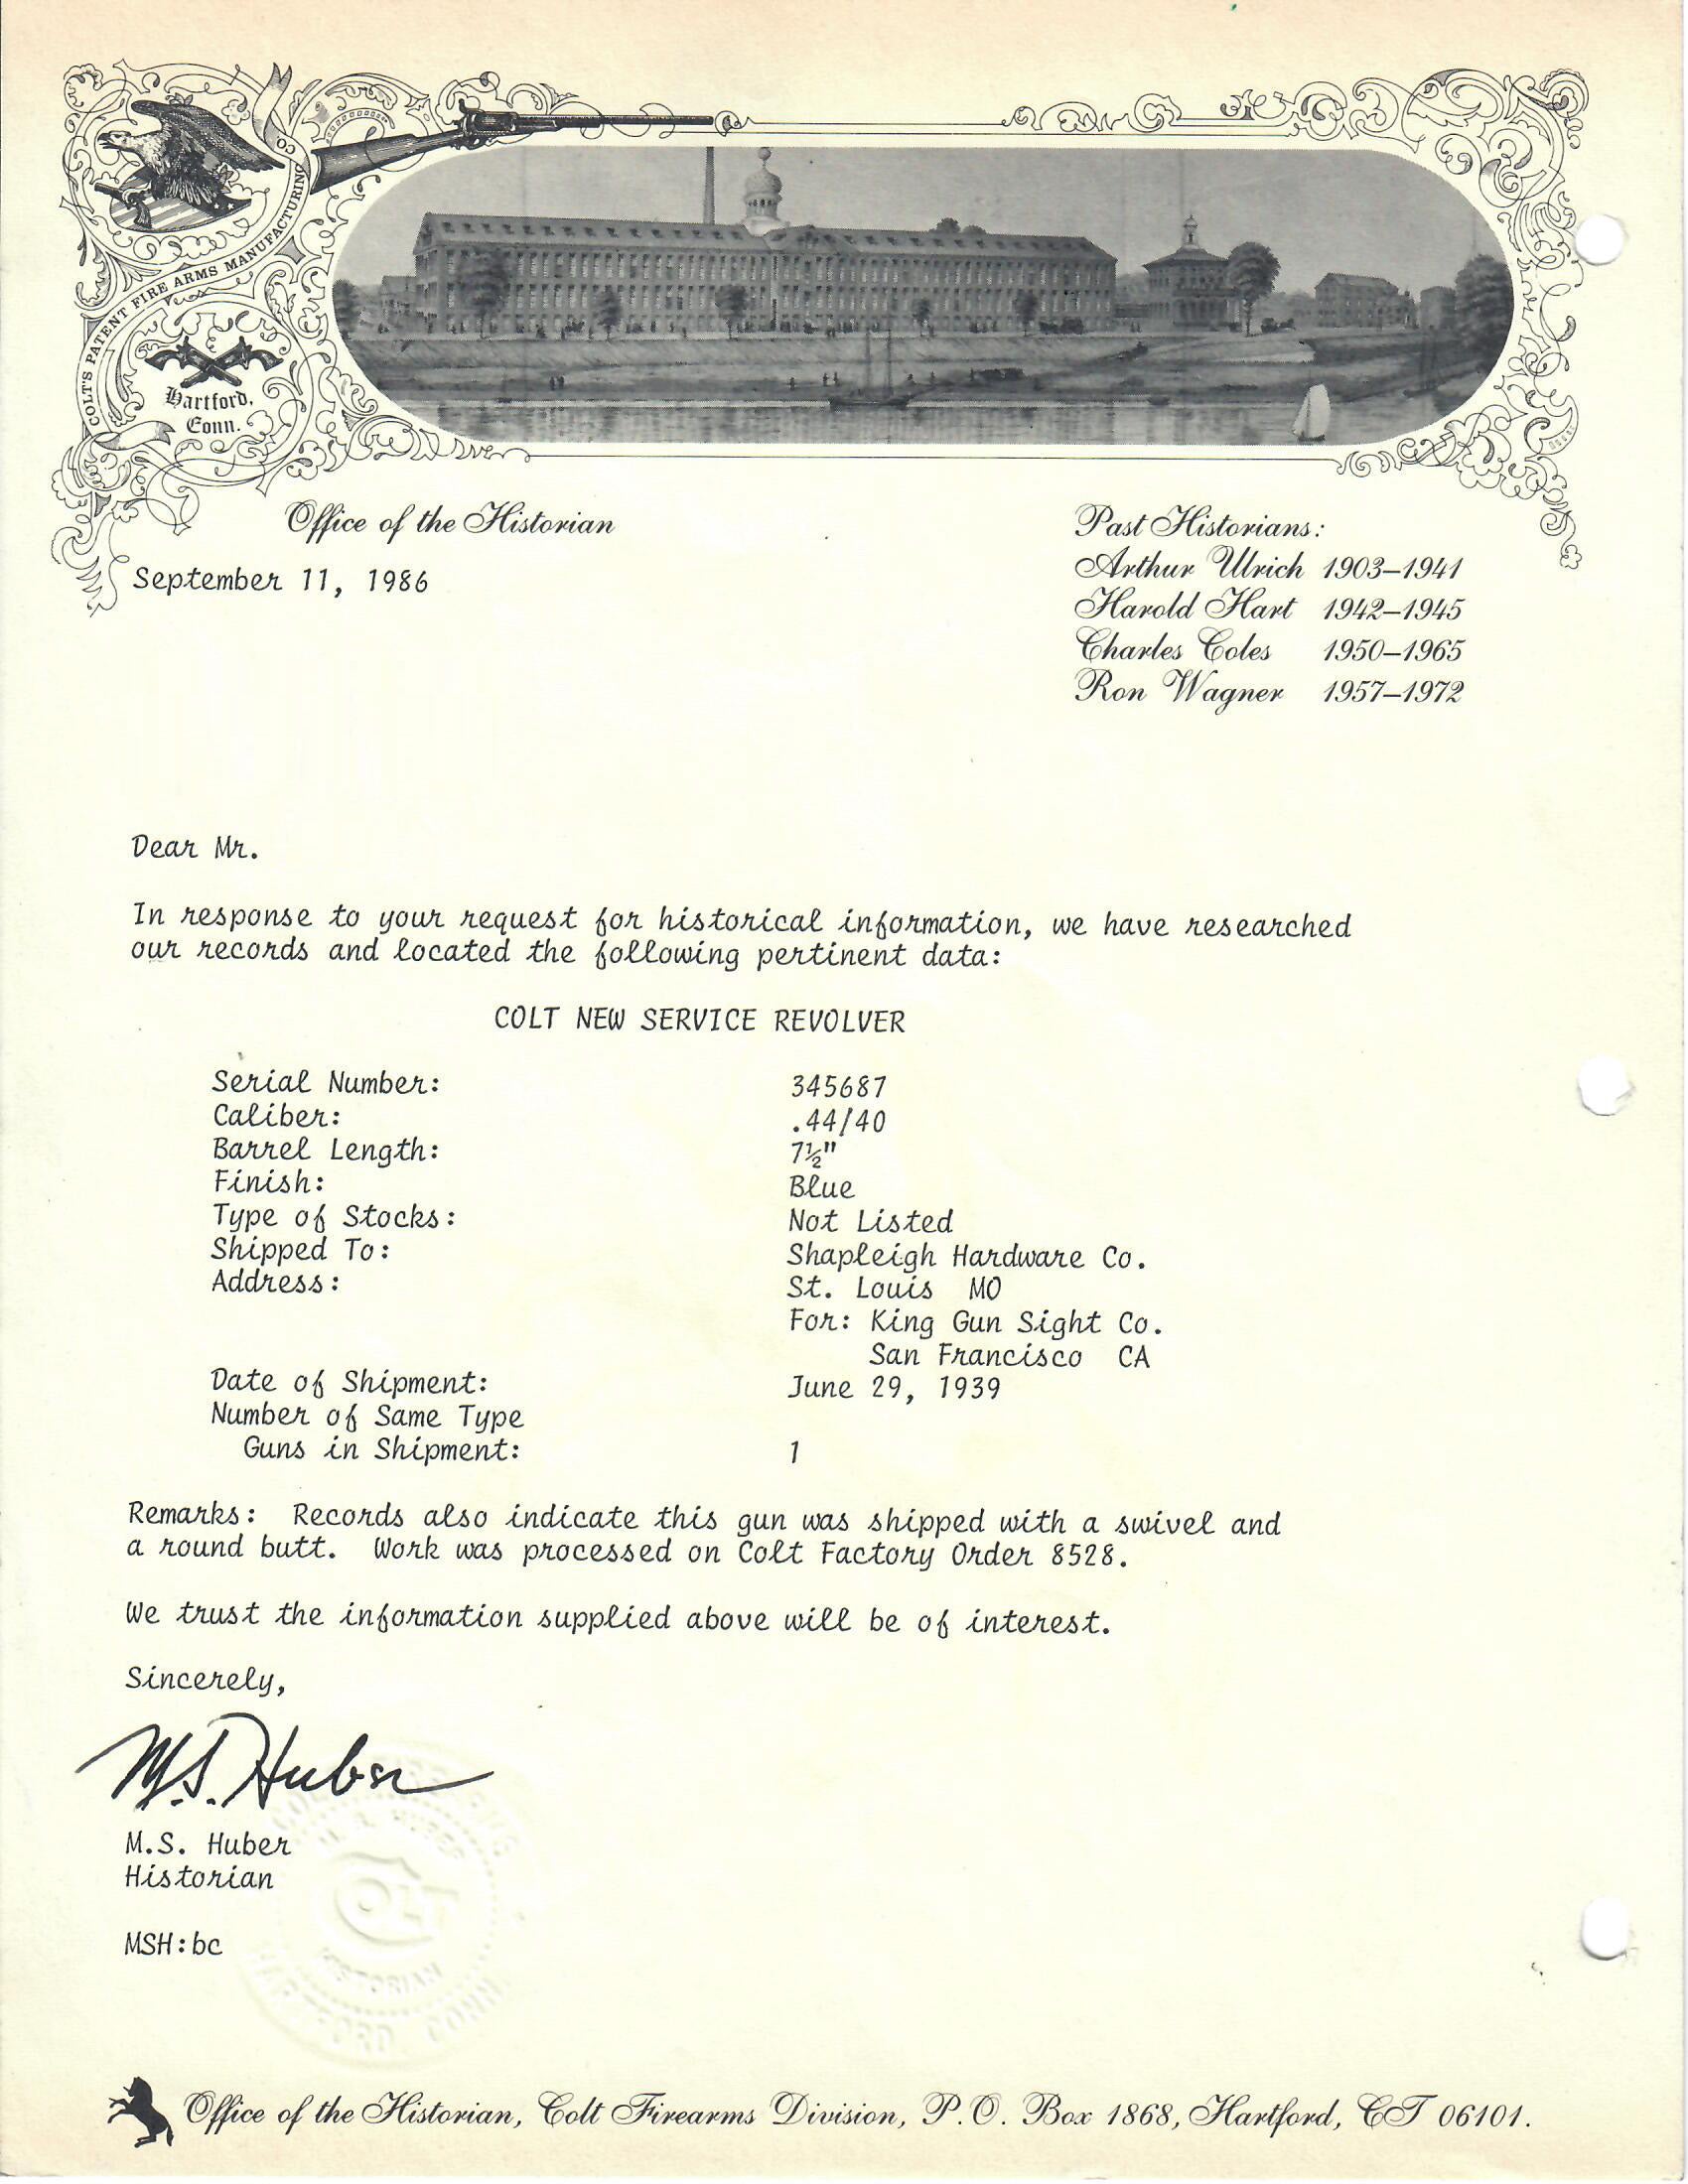 COLT'S PATENT FIRE ARMS MANUFACTURING CO
Hartford,
Conn.
Office of the Historian
September 11, 1986
Past Historians:
Arthur Ulrich 1903–1941
Harold Hart 1942–1945
Charles Coles 1950–1965
Ron Wagner 1957–1972
Dear Mr.
In response to your request for historical information, we have researched
our records and located the following pertinent data:
COLT NEW SERVICE REVOLVER
Serial Number: 345687
Caliber: .44/40
Barrel Length: 7½"
Finish: Blue
Type of Stocks: Not Listed
Shipped To: Shapleigh Hardware Co.
Address: St. Louis MO
For: King Gun Sight Co.
San Francisco CA
Date of Shipment: June 29, 1939
Number of Same Type
Guns in Shipment: 1
Remarks: Records also indicate this gun was shipped with a swivel and
a round butt. Work was processed on Colt Factory Order 8528.
We trust the information supplied above will be of interest.
Sincerely,
M.S. Huber
M.S. Huber
Historian
MSH:bc
COLT
HISTORIAN
HARTFORD, CONN
Office of the Historian, Colt Firearms Division, P.O. Box 1868, Hartford, CT 06101.